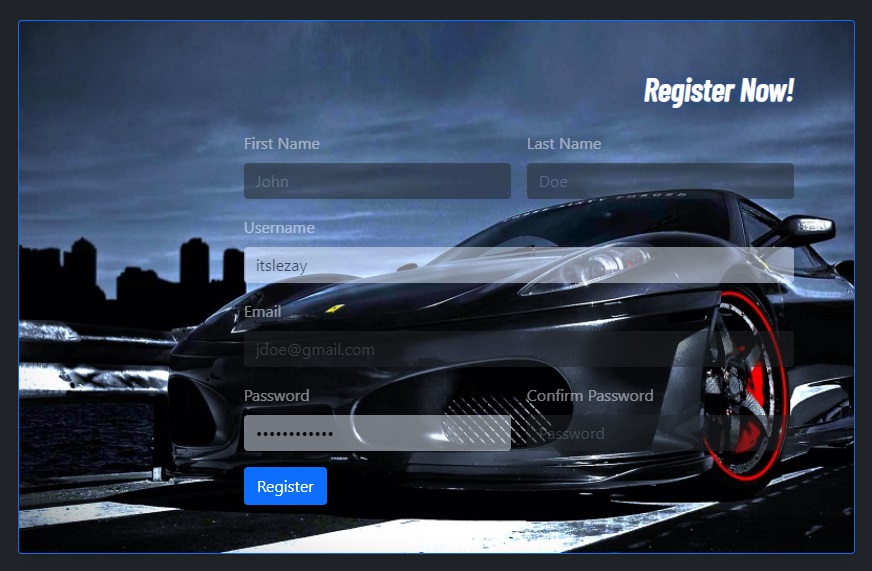 Register Now!
First Name Last Name
John Doe
Username
itslezay
Email
jdoe@gmail.com
Password Confirm Password
•••••••••••• Password
Register